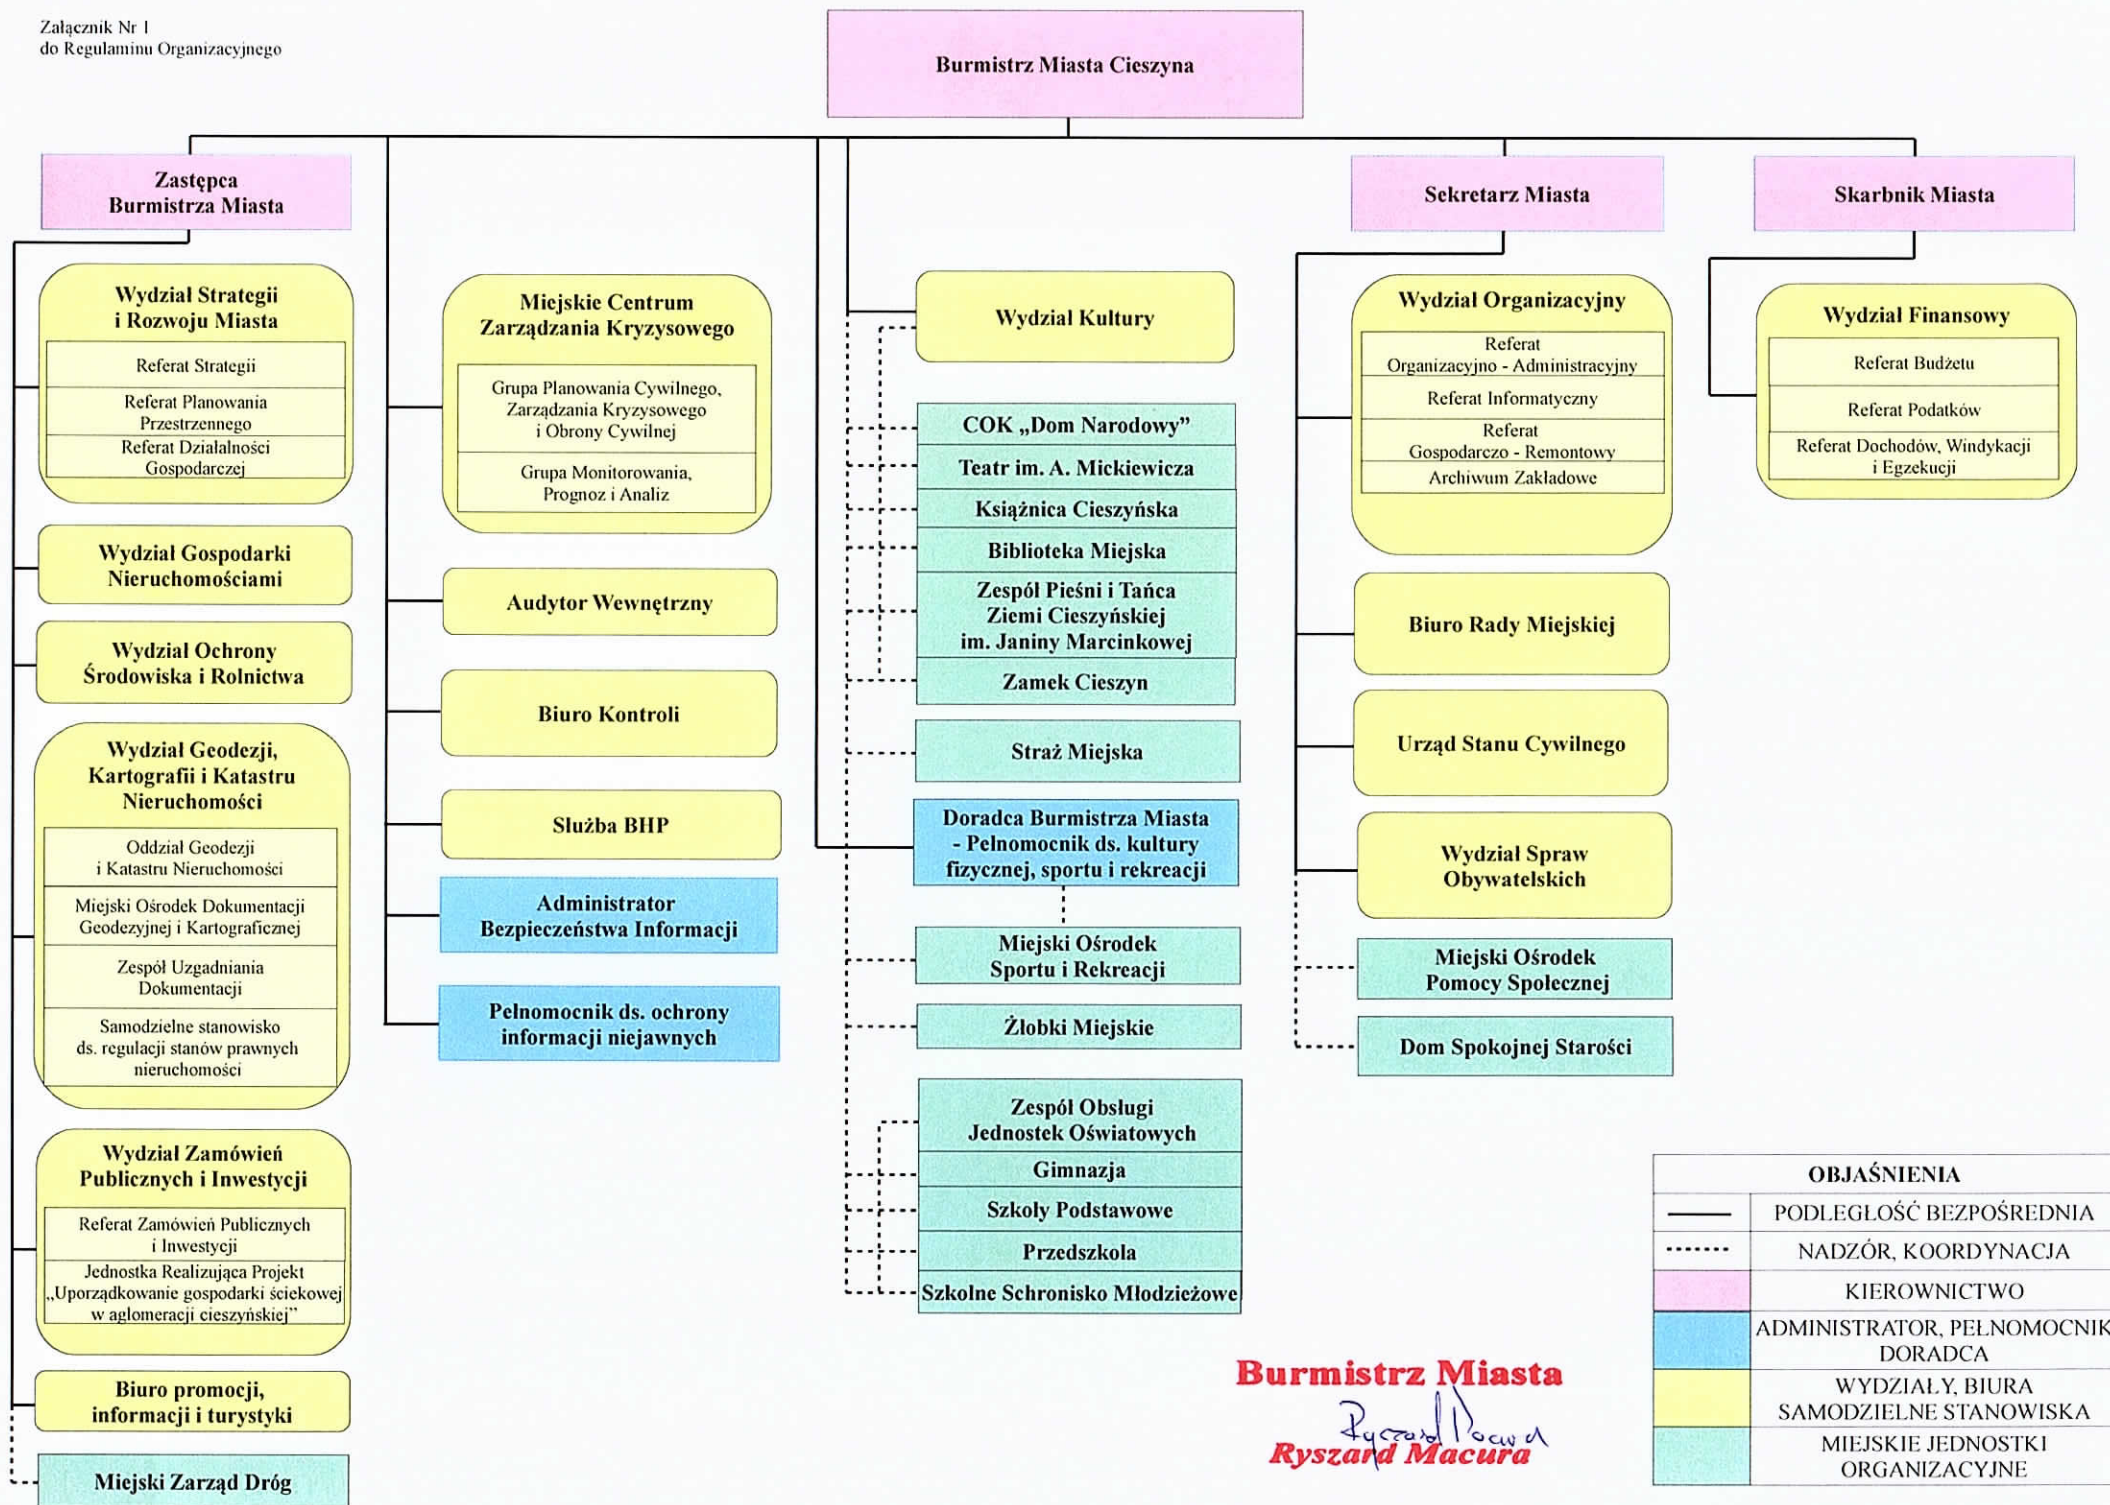 Załącznik Nr 1
do Regulaminu Organizacyjnego
Burmistrz Miasta Cieszyna
Zastępca
Burmistrza Miasta
Sekretarz Miasta
Skarbnik Miasta
Wydział Strategii
i Rozwoju Miasta
Referat Strategii
Referat Planowania
Przestrzennego
Referat Działalności
Gospodarczej
Wydział Gospodarki
Nieruchomościami
Wydział Ochrony
Środowiska i Rolnictwa
Wydział Geodezji,
Kartografii i Katastru
Nieruchomości
Oddział Geodezji
i Katastru Nieruchomości
Miejski Ośrodek Dokumentacji
Geodezyjnej i Kartograficznej
Zespół Uzgadniania
Dokumentacji
Samodzielne stanowisko
ds. regulacji stanów prawnych
nieruchomości
Wydział Zamówień
Publicznych i Inwestycji
Referat Zamówień Publicznych
i Inwestycji
Jednostka Realizująca Projekt
„Uporządkowanie gospodarki ściekowej
w aglomeracji cieszyńskiej”
Biuro promocji,
informacji i turystyki
Miejski Zarząd Dróg
Miejskie Centrum
Zarządzania Kryzysowego
Grupa Planowania Cywilnego,
Zarządzania Kryzysowego
i Obrony Cywilnej
Grupa Monitorowania,
Prognoz i Analiz
Audytor Wewnętrzny
Biuro Kontroli
Służba BHP
Administrator
Bezpieczeństwa Informacji
Pełnomocnik ds. ochrony
informacji niejawnych
Wydział Kultury
COK „Dom Narodowy”
Teatr im. A. Mickiewicza
Książnica Cieszyńska
Biblioteka Miejska
Zespół Pieśni i Tańca
Ziemi Cieszyńskiej
im. Janiny Marcinkowej
Zamek Cieszyn
Straż Miejska
Doradca Burmistrza Miasta
- Pełnomocnik ds. kultury
fizycznej, sportu i rekreacji
Miejski Ośrodek
Sportu i Rekreacji
Żłobki Miejskie
Zespół Obsługi
Jednostek Oświatowych
Gimnazja
Szkoły Podstawowe
Przedszkola
Szkolne Schronisko Młodzieżowe
Wydział Organizacyjny
Referat
Organizacyjno - Administracyjny
Referat Informatyczny
Referat
Gospodarczo - Remontowy
Archiwum Zakładowe
Biuro Rady Miejskiej
Urząd Stanu Cywilnego
Wydział Spraw
Obywatelskich
Miejski Ośrodek
Pomocy Społecznej
Dom Spokojnej Starości
Wydział Finansowy
Referat Budżetu
Referat Podatków
Referat Dochodów, Windykacji
i Egzekucji
OBJAŚNIENIA
PODLEGŁOŚĆ BEZPOŚREDNIA
NADZÓR, KOORDYNACJA
KIEROWNICTWO
ADMINISTRATOR, PEŁNOMOCNIK
DORADCA
WYDZIAŁY, BIURA
SAMODZIELNE STANOWISKA
MIEJSKIE JEDNOSTKI
ORGANIZACYJNE
Burmistrz Miasta
Ryszard Macura